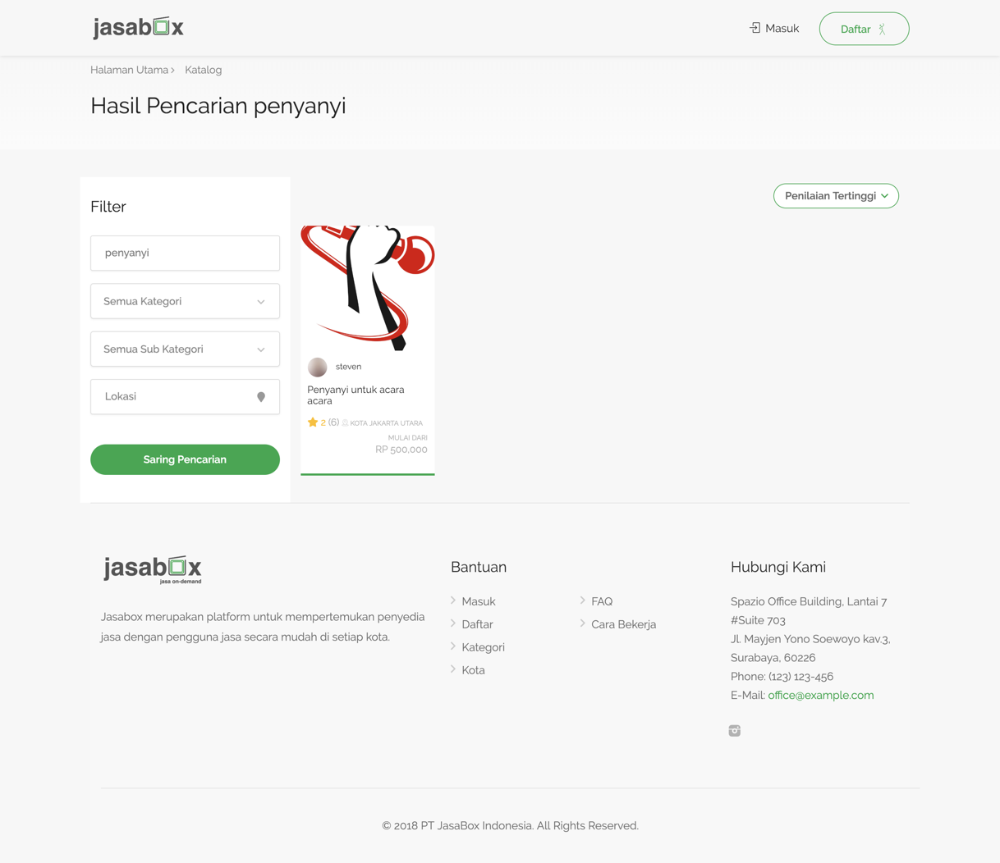 jasabox
Masuk
Daftar
Halaman Utama
Katalog
Hasil Pencarian penyanyi
Filter
penyanyi
Semua Kategori
Semua Sub Kategori
Lokasi
Saring Pencarian
Penilaian Tertinggi
steven
Penyanyi untuk acara
acara
2 (6) KOTA JAKARTA UTARA
MULAI DARI
RP 500,000
jasabox
jasa on-demand
Jasabox merupakan platform untuk mempertemukan penyedia
jasa dengan pengguna jasa secara mudah di setiap kota.
Bantuan
Masuk
Daftar
Kategori
Kota
FAQ
Cara Bekerja
Hubungi Kami
Spazio Office Building, Lantai 7
#Suite 703
Jl. Mayjen Yono Soewoyo kav.3,
Surabaya, 60226
Phone: (123) 123-456
E-Mail: office@example.com
© 2018 PT JasaBox Indonesia. All Rights Reserved.